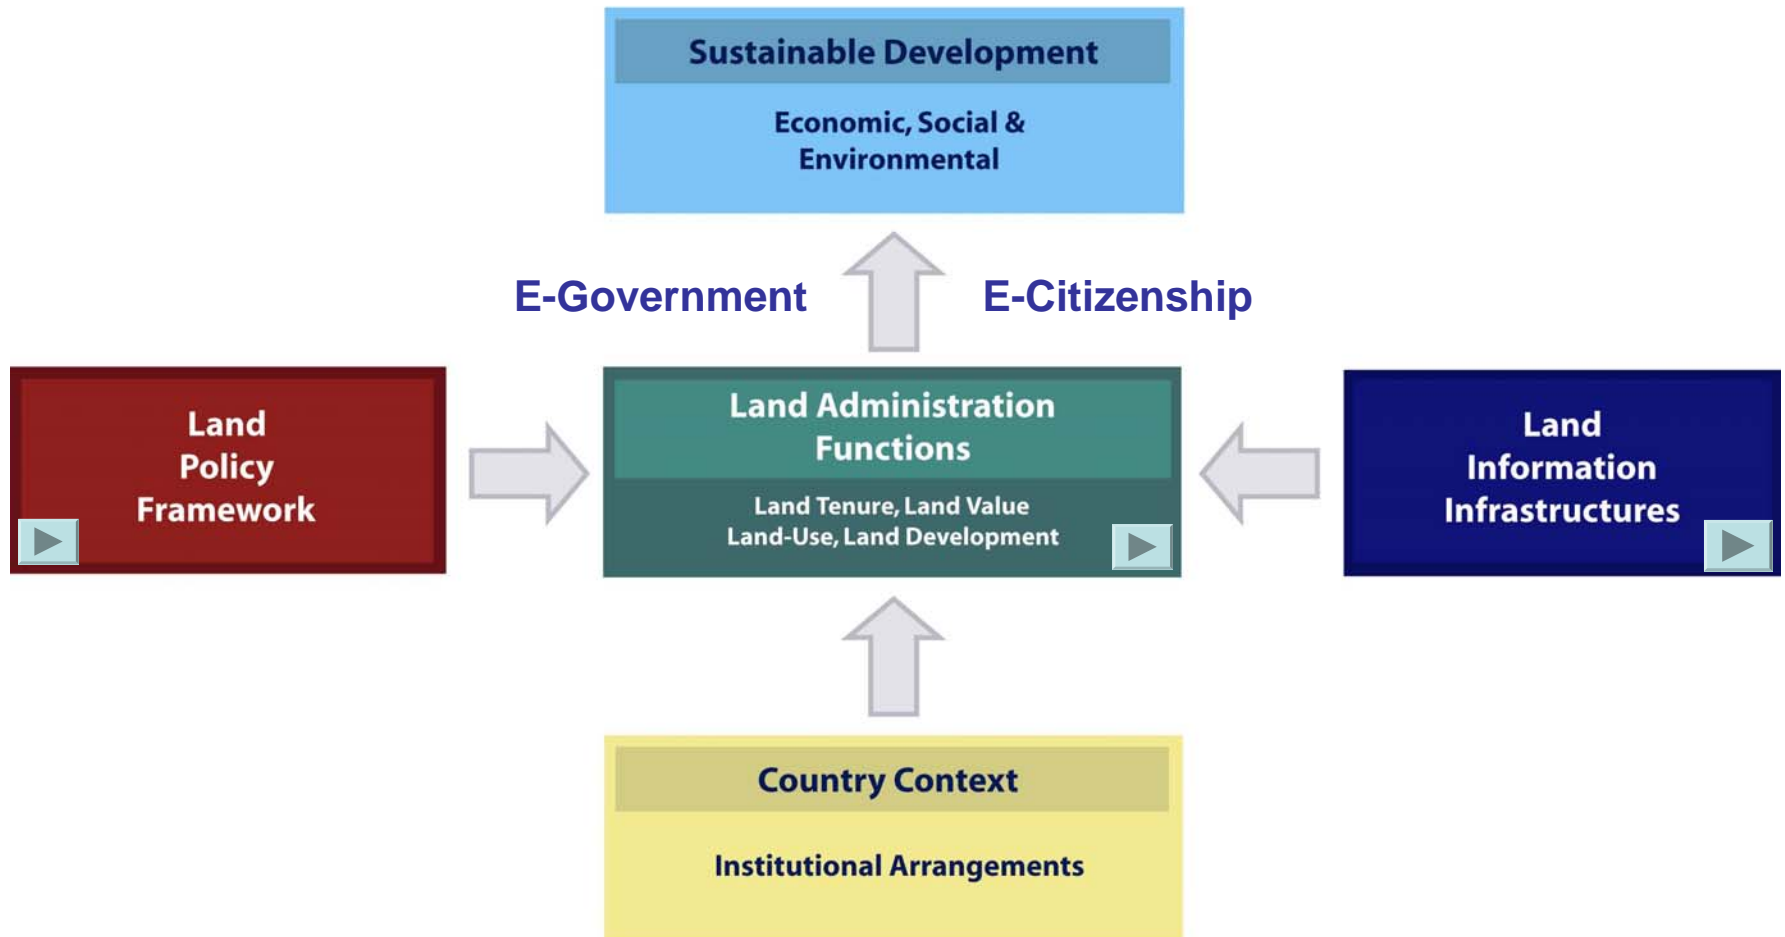 Sustainable Development
Economic, Social &
Environmental
E-Government
E-Citizenship
Land
Policy
Framework
Land Administration
Functions
Land Tenure, Land Value
Land-Use, Land Development
Land
Information
Infrastructures
Country Context
Institutional Arrangements